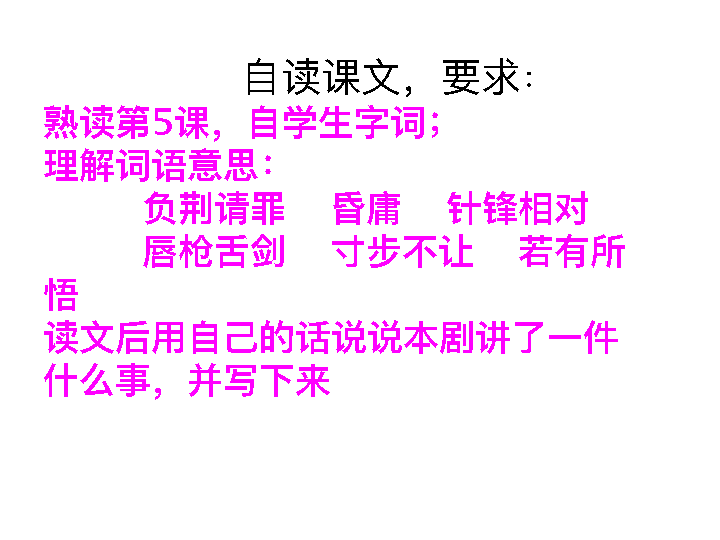 自读课文，要求：
熟读第5课，自学生字词；
理解词语意思：
负荆请罪 昏庸 针锋相对
唇枪舌剑 寸步不让 若有所
悟
读文后用自己的话说说本剧讲了一件
什么事，并写下来